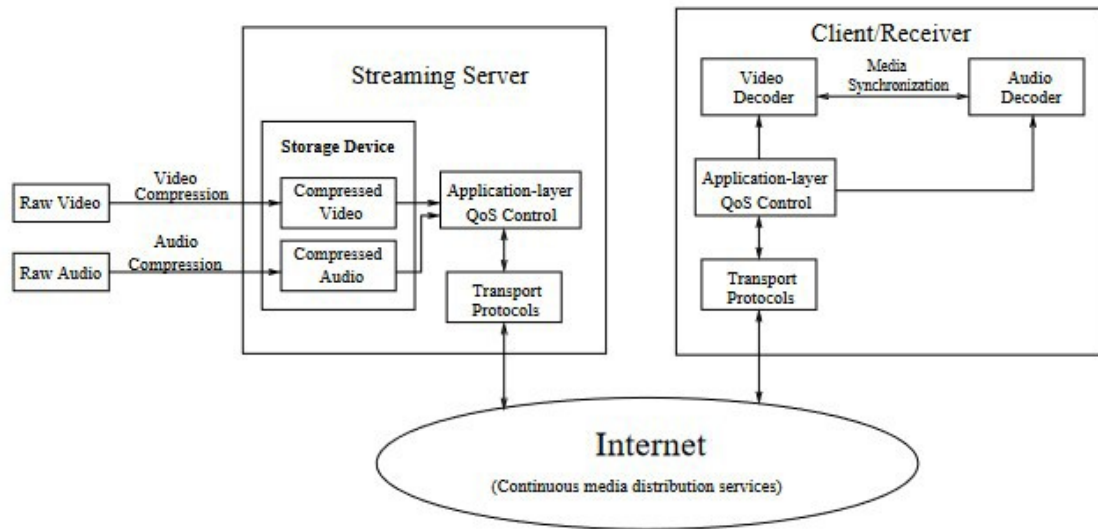 Streaming Server
Storage Device
Raw Video
Video
Compression
Compressed
Video
Application-layer
QoS Control
Raw Audio
Audio
Compression
Compressed
Audio
Transport
Protocols
Client/Receiver
Video
Decoder
Media
Synchronization
Audio
Decoder
Application-layer
QoS Control
Transport
Protocols
Internet
(Continuous media distribution services)